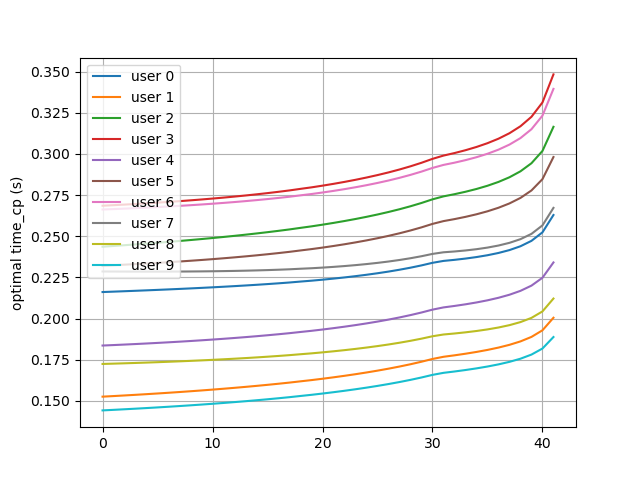 optimal time_cp (s)
0.350
0.325
0.300
0.275
0.250
0.225
0.200
0.175
0.150
user 0
user 1
user 2
user 3
user 4
user 5
user 6
user 7
user 8
user 9
0 10 20 30 40